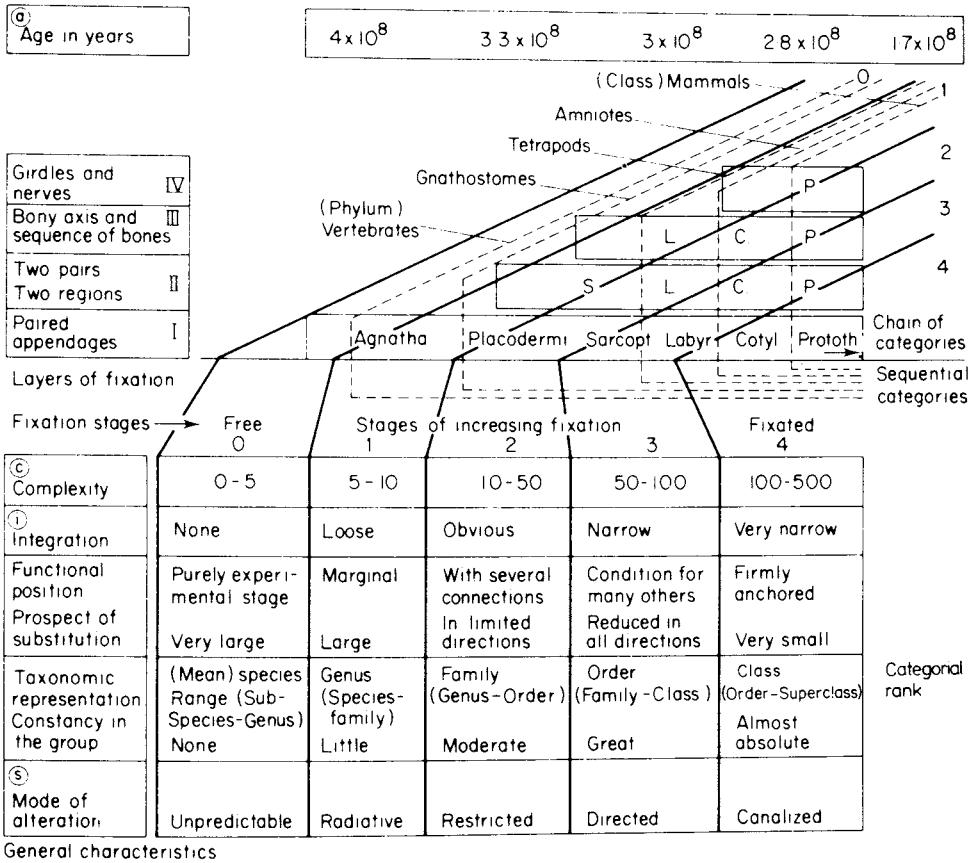 a
Age in years
4 x 10^8 3 3 x 10^8 3 x 10^8 2 8 x 10^8 1 7 x 10^8
(Class) Mammals 0
1
Amniotes
Tetrapods 2
Girdles and
nerves IV
Gnathostomes P
3
Bony axis and III
sequence of bones
(Phylum)
Vertebrates
L C P
4
Two pairs
Two regions II
S L C P
Paired
appendages I
Agnatha Placodermi Sarcopt Labyr Cotyl Prototh
Chain of
categories
Layers of fixation
Sequential
categories
Fixation stages → Free Stages of increasing fixation Fixated
0 1 2 3 4
c
Complexity 0-5 5-10 10-50 50-100 100-500
i
Integration None Loose Obvious Narrow Very narrow
Functional
position
Purely experi-
mental stage
Marginal
With several
connections
Condition for
many others
Firmly
anchored
Prospect of
substitution
Very large
Large
In limited
directions
Reduced in
all directions
Very small
Taxonomic
representation
(Mean) species
Range (Sub-
Species-Genus)
Genus
(Species-
family)
Family
(Genus-Order)
Order
(Family-Class)
Class
(Order-Superclass)
Categorial
rank
Constancy in
the group
None Little Moderate Great
Almost
absolute
s
Mode of
alteration
Unpredictable Radiative Restricted Directed Canalized
General characteristics